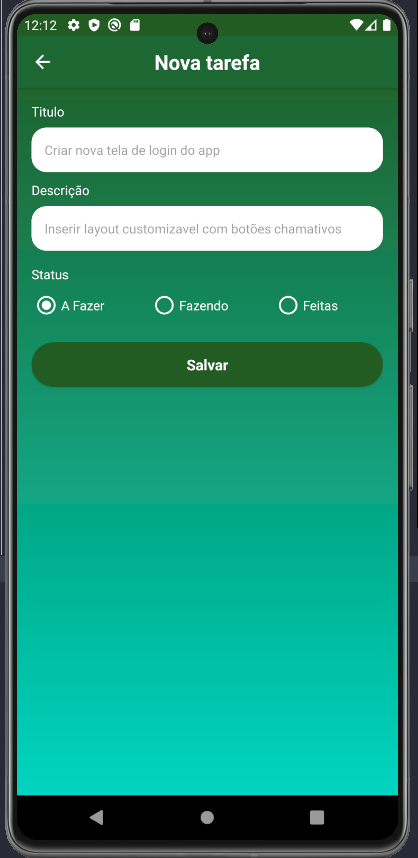 12:12
Nova tarefa
Titulo
Criar nova tela de login do app
Descrição
Inserir layout customizavel com botões chamativos
Status
A Fazer
Fazendo
Feitas
Salvar